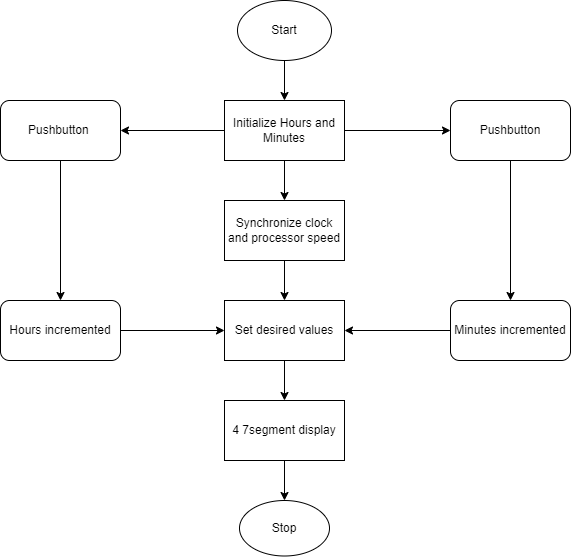 Start
Pushbutton
Initialize Hours and
Minutes
Pushbutton
Synchronize clock
and processor speed
Hours incremented
Set desired values
Minutes incremented
4 7segment display
Stop